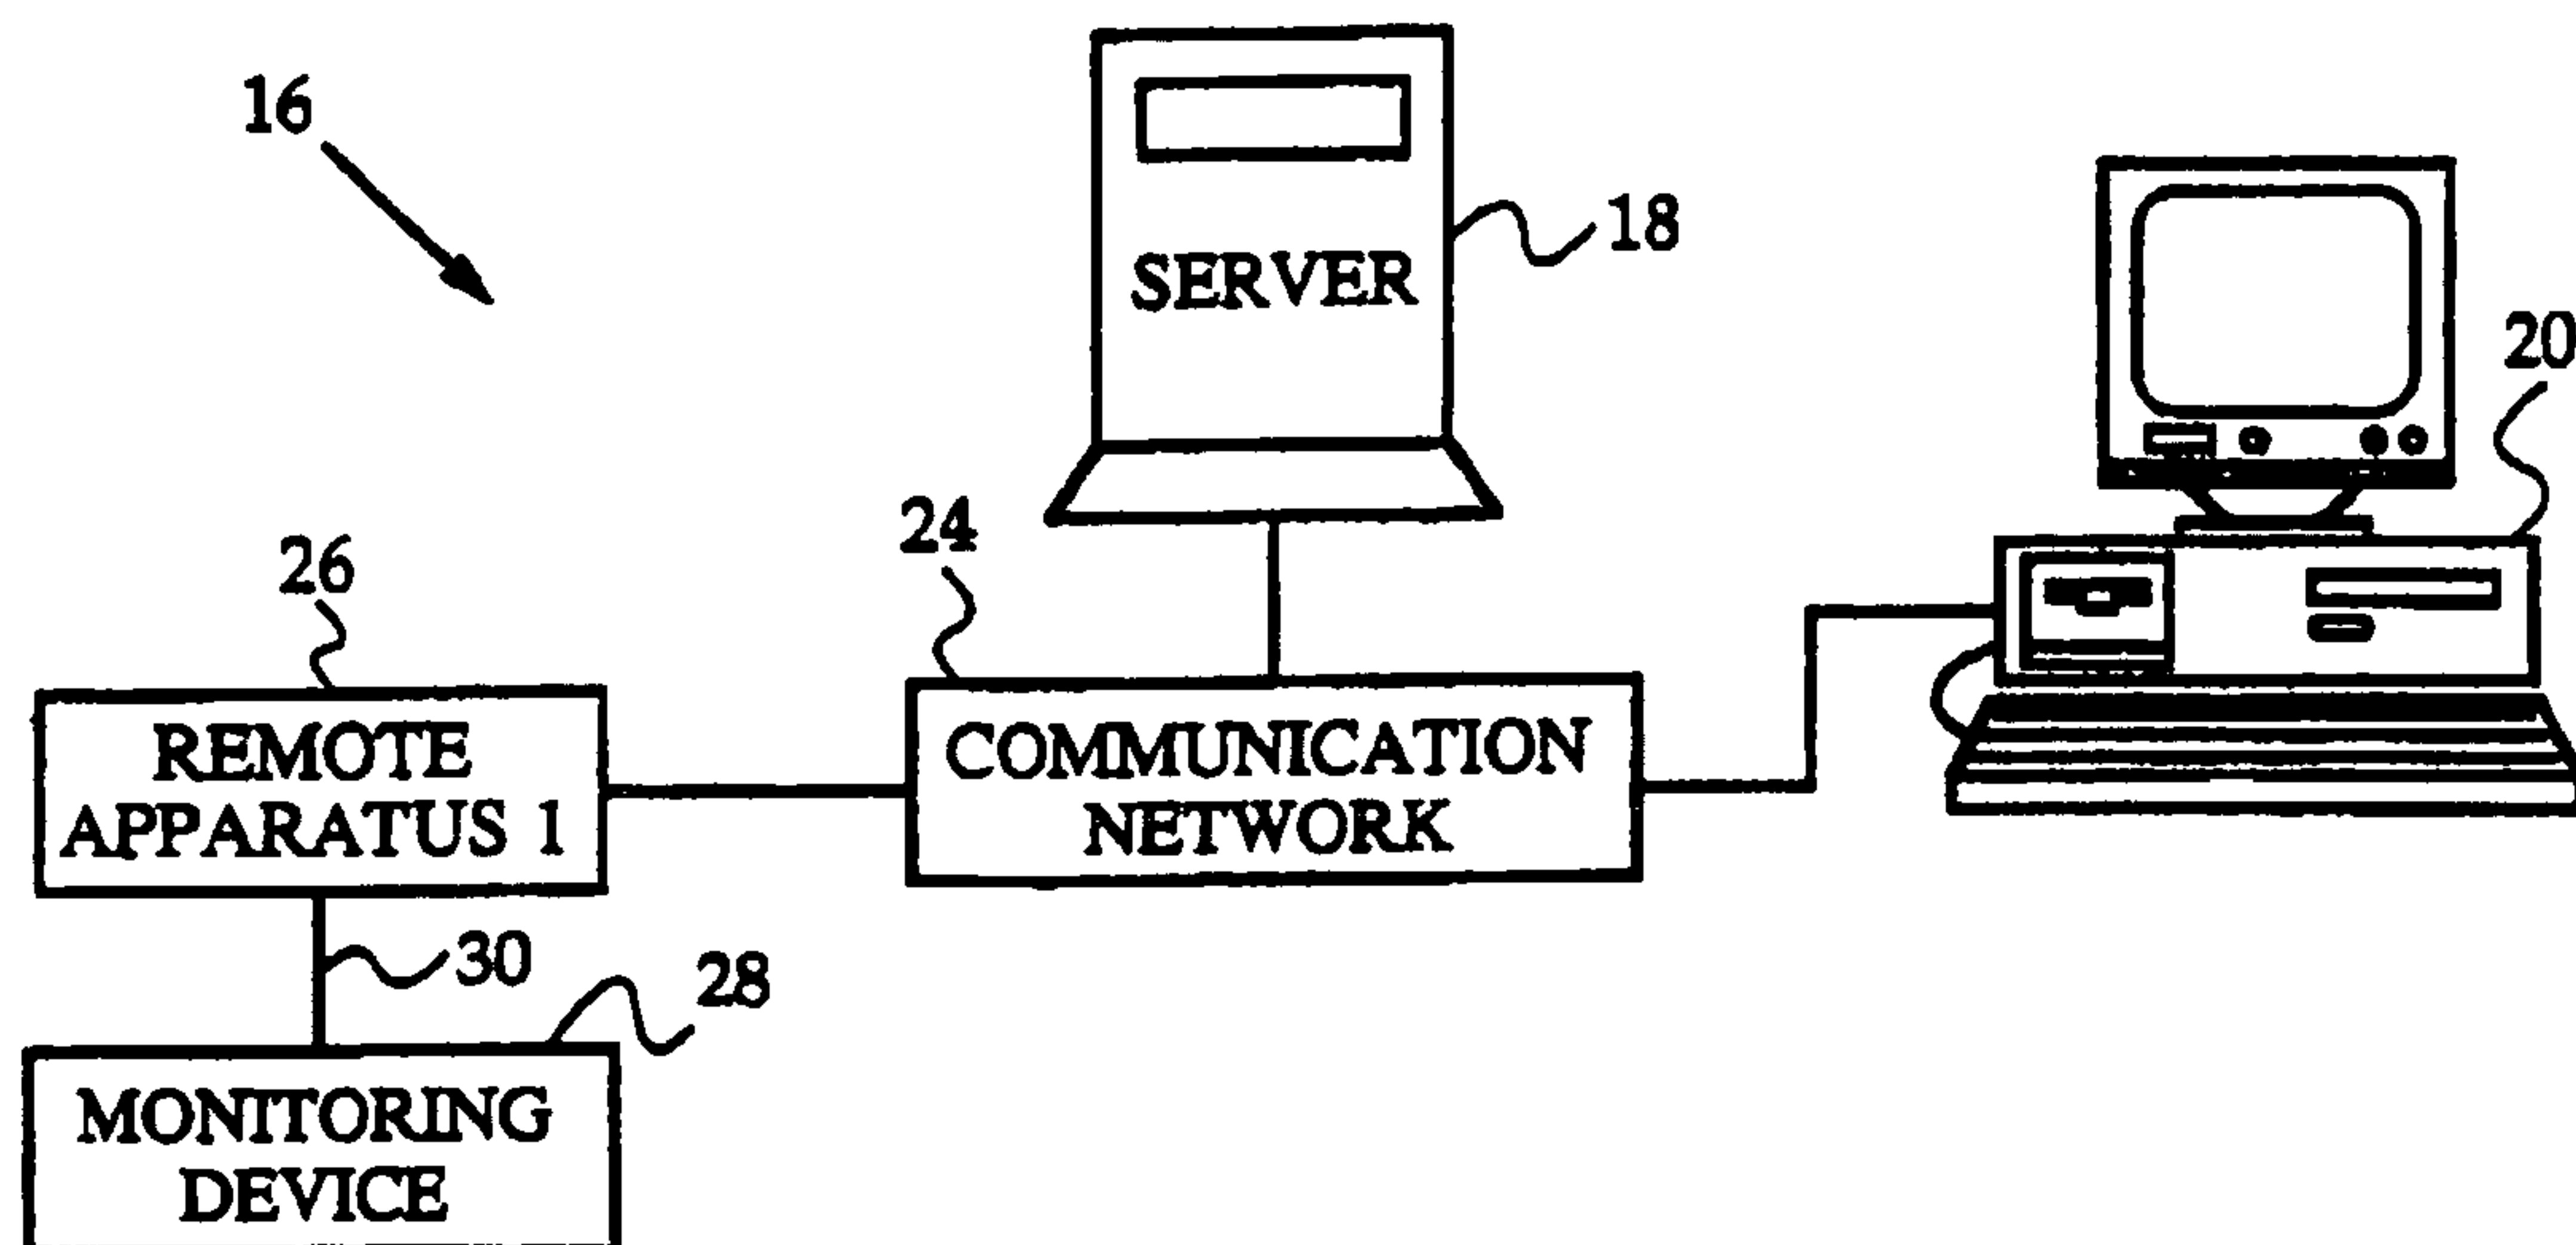 16
SERVER
18
20
24
26
REMOTE
APPARATUS 1
COMMUNICATION
NETWORK
30
28
MONITORING
DEVICE